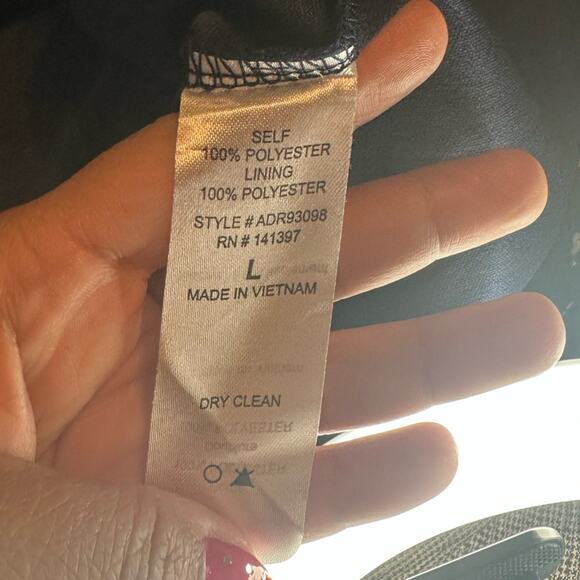 SELF
100% POLYESTER
LINING
100% POLYESTER
STYLE # ADR93098
RN # 141397
L
MADE IN VIETNAM
DRY CLEAN